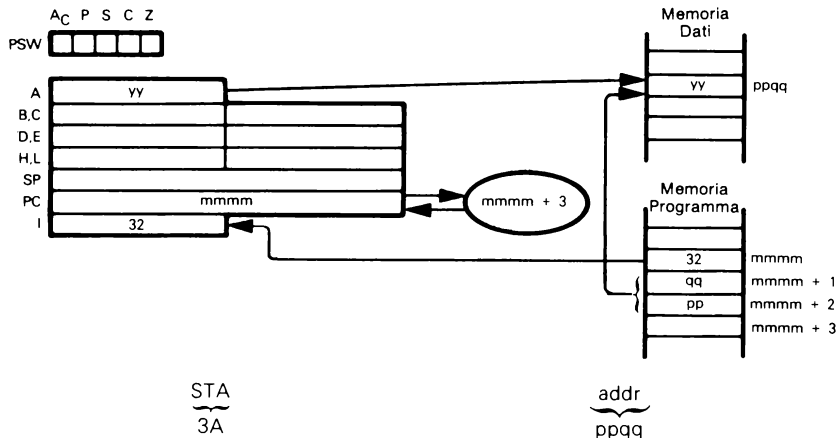 A_C P S C Z
PSW
A yy
B,C
D,E
H,L
SP
PC mmmm
I 32
mmmm + 3
Memoria
Dati
yy ppqq
Memoria
Programma
32 mmmm
qq mmmm + 1
pp mmmm + 2
mmmm + 3
STA addr
3A ppqq